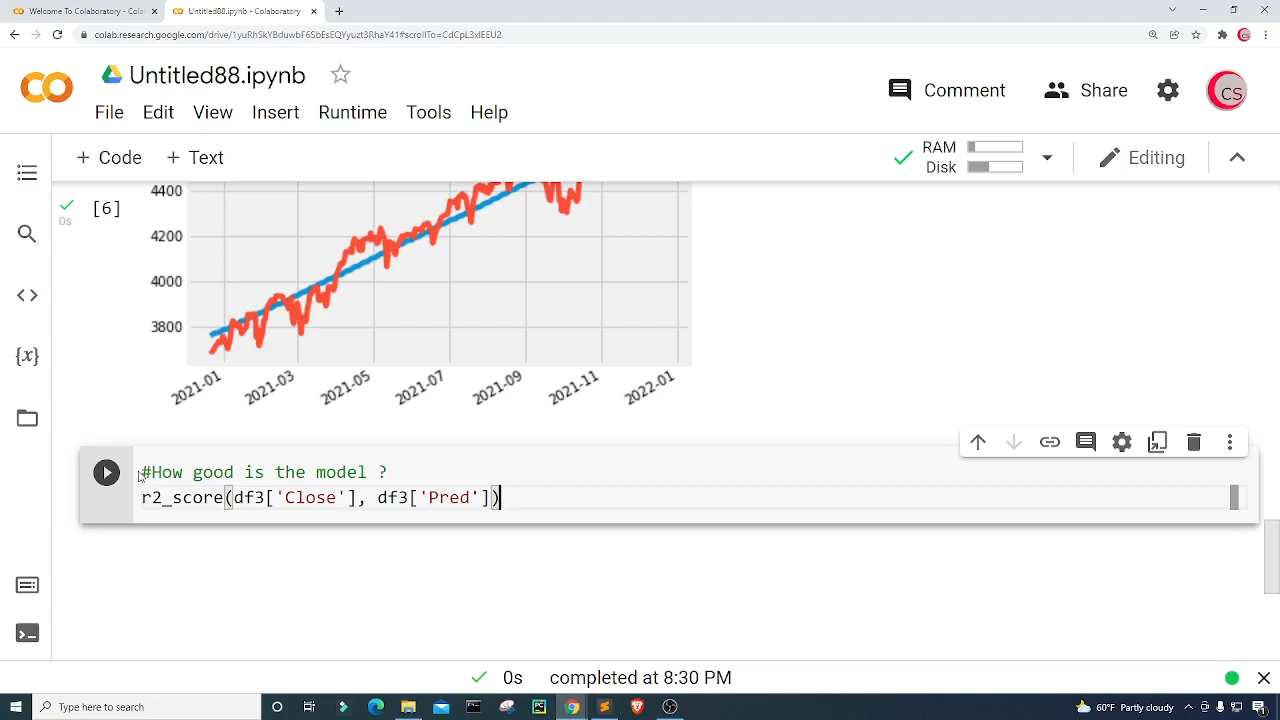 Welcome To Colaboratory - Colab
Untitled88.ipynb - Colaboratory
colab.research.google.com/drive/1yuRhSkYBduwbF6SbEsEQYyuzt3RhaY41#scrollTo=CdCpL3xIEEU2
Untitled88.ipynb
Comment
Share
CS
File Edit View Insert Runtime Tools Help
+ Code + Text
RAM
Disk
Editing
[6]
0s
4400
4200
4000
3800
2021-01 2021-03 2021-05 2021-07 2021-09 2021-11 2022-01
{x}
#How good is the model ?
r2_score(df3['Close'], df3['Pred'])
0s completed at 8:30 PM
Type here to search
60°F Partly cloudy